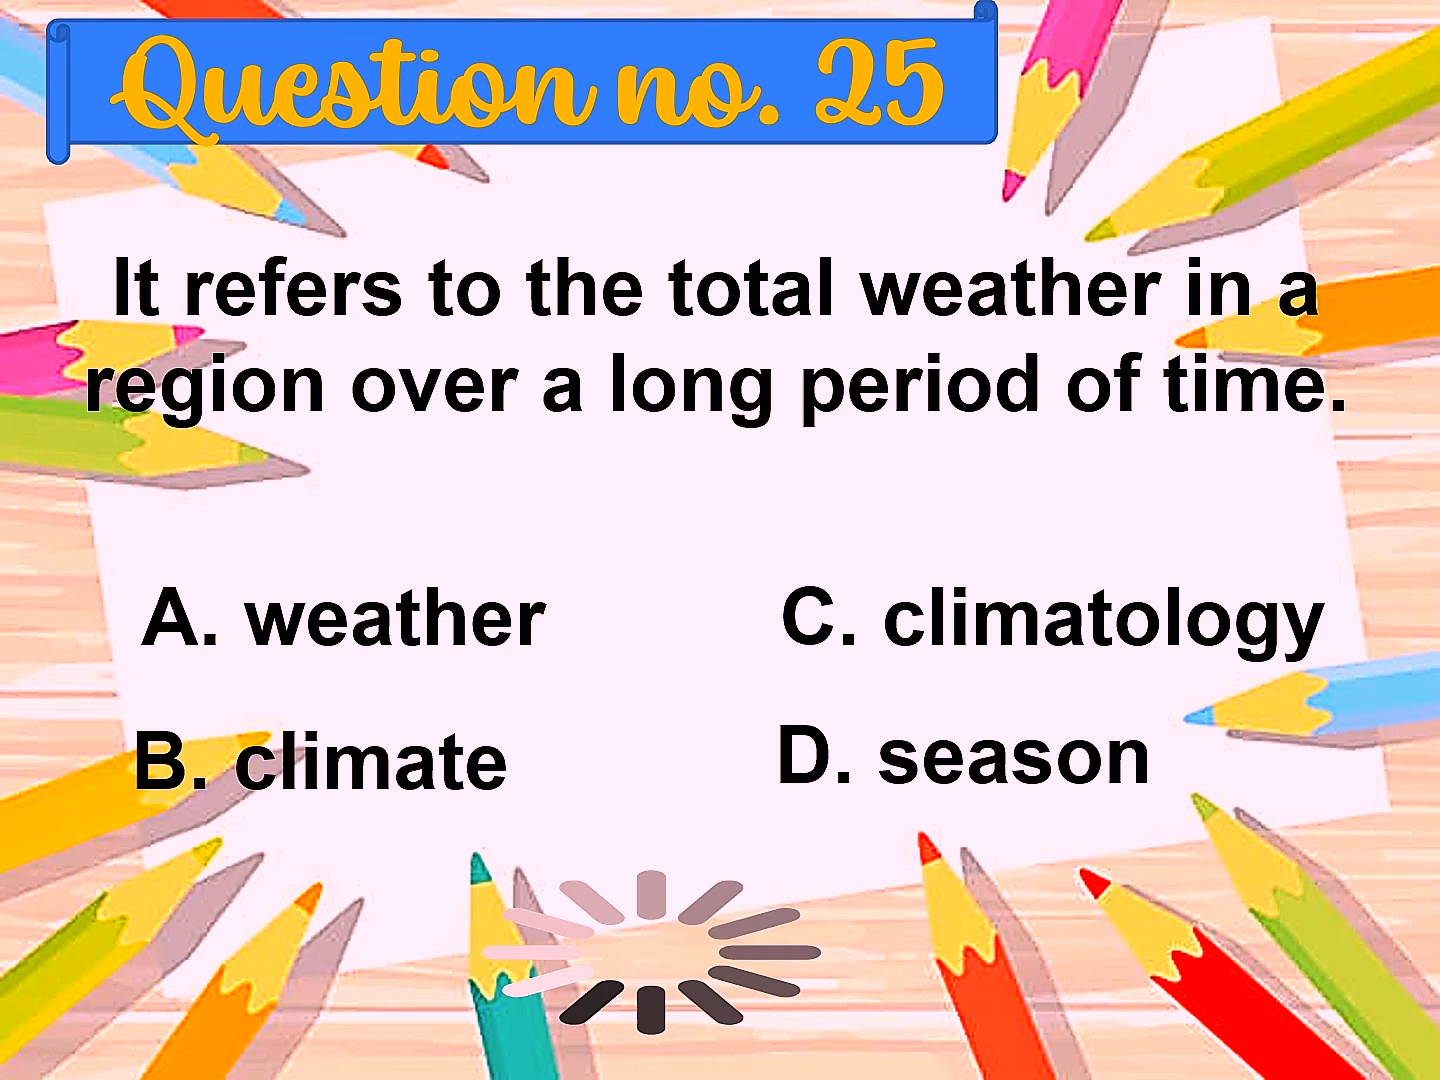 Question no. 25
It refers to the total weather in a
region over a long period of time.
A. weather
C. climatology
B. climate
D. season